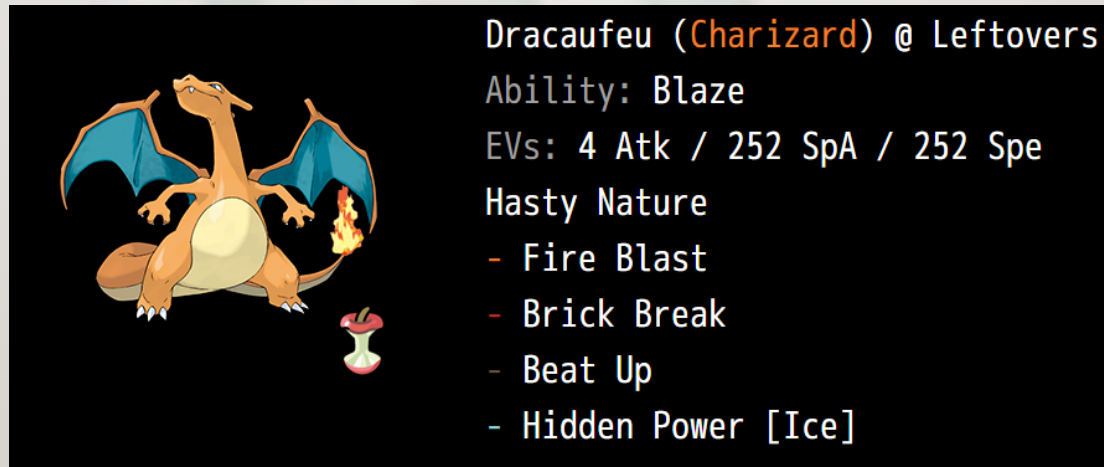 Dracaufeu (Charizard) @ Leftovers
Ability: Blaze
EVs: 4 Atk / 252 SpA / 252 Spe
Hasty Nature
- Fire Blast
- Brick Break
- Beat Up
- Hidden Power [Ice]